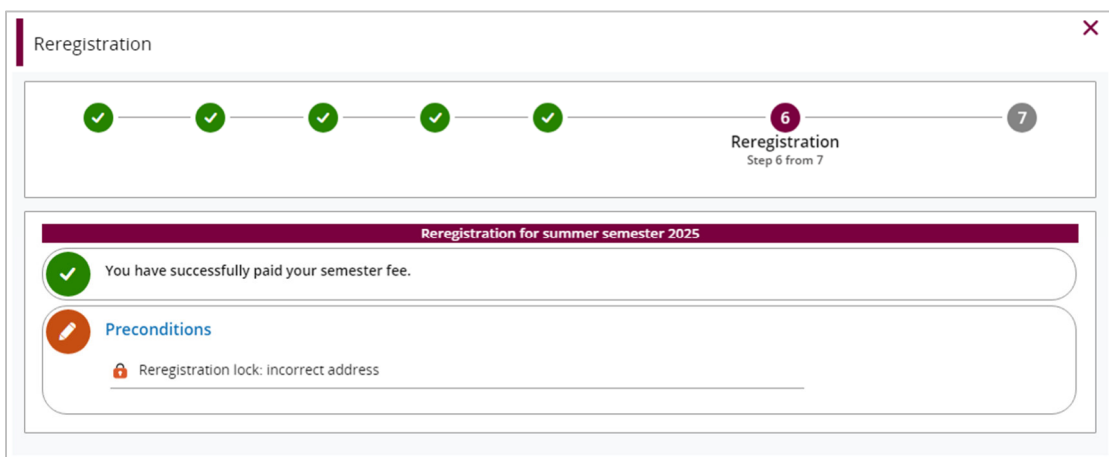 Reregistration
6
7
Reregistration
Step 6 from 7
Reregistration for summer semester 2025
You have successfully paid your semester fee.
Preconditions
Reregistration lock: incorrect address